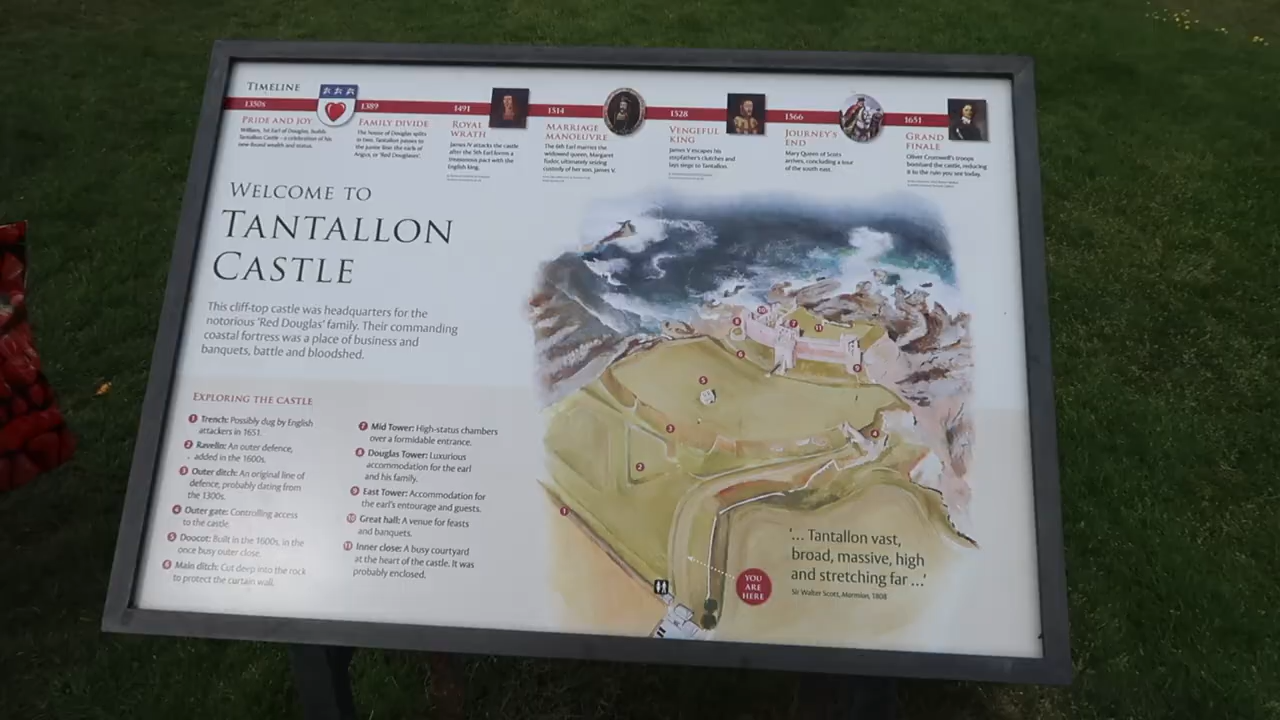 TIMELINE
1350s
PRIDE AND JOY
William, 1st Earl of Douglas, builds
Tantallon Castle – a celebration of his
new-found wealth and status.
1389
FAMILY DIVIDE
The house of Douglas splits
in two. Tantallon passes to
the junior line: the earls of
Angus, or 'Red Douglases'.
1491
ROYAL
WRATH
James IV attacks the castle
after the 5th Earl forms a
treasonous pact with the
English king.
1514
MARRIAGE
MANOEUVRE
The 6th Earl marries the
widowed queen, Margaret
Tudor, ultimately seizing
custody of her son, James V.
1528
VENGEFUL
KING
James V escapes his
stepfather's clutches and
lays siege to Tantallon.
1566
JOURNEY'S
END
Mary Queen of Scots
arrives, concluding a tour
of the south east.
1651
GRAND
FINALE
Oliver Cromwell's troops
bombard the castle, reducing
it to the ruin you see today.
WELCOME TO
TANTALLON
CASTLE
This cliff-top castle was headquarters for the
notorious 'Red Douglas' family. Their commanding
coastal fortress was a place of business and
banquets, battle and bloodshed.
EXPLORING THE CASTLE
1 Trench: Possibly dug by English
attackers in 1651.
2 Ravelin: An outer defence,
added in the 1600s.
3 Outer ditch: An original line of
defence, probably dating from
the 1300s.
4 Outer gate: Controlling access
to the castle.
5 Doocot: Built in the 1600s, in the
once busy outer close.
6 Main ditch: Cut deep into the rock
to protect the curtain wall.
7 Mid Tower: High-status chambers
over a formidable entrance.
8 Douglas Tower: Luxurious
accommodation for the earl
and his family.
9 East Tower: Accommodation for
the earl's entourage and guests.
10 Great hall: A venue for feasts
and banquets.
11 Inner close: A busy courtyard
at the heart of the castle. It was
probably enclosed.
10
8
7
11
6
9
5
3
4
2
1
YOU
ARE
HERE
'... Tantallon vast,
broad, massive, high
and stretching far ...'
Sir Walter Scott, Marmion, 1808